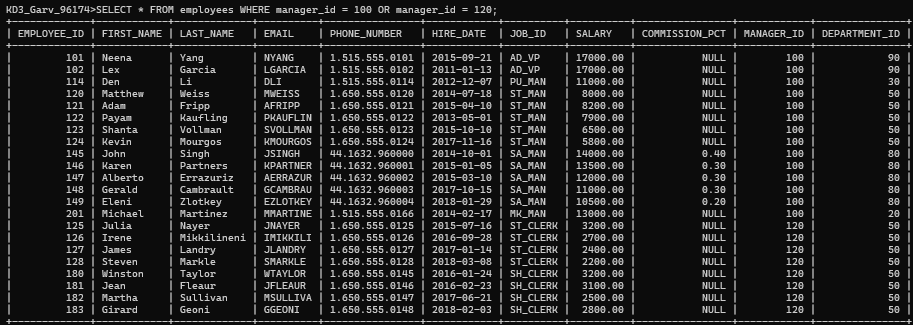 KD3_Garv_96174>SELECT * FROM employees WHERE manager_id = 100 OR manager_id = 120;
| EMPLOYEE_ID | FIRST_NAME | LAST_NAME | EMAIL | PHONE_NUMBER | HIRE_DATE | JOB_ID | SALARY | COMMISSION_PCT | MANAGER_ID | DEPARTMENT_ID |
| 101 | Neena | Yang | NYANG | 1.515.555.0101 | 2015-09-21 | AD_VP | 17000.00 | NULL | 100 | 90 |
| 102 | Lex | Garcia | LGARCIA | 1.515.555.0102 | 2011-01-13 | AD_VP | 17000.00 | NULL | 100 | 90 |
| 114 | Den | Li | DLI | 1.515.555.0114 | 2012-12-07 | PU_MAN | 11000.00 | NULL | 100 | 30 |
| 120 | Matthew | Weiss | MWEISS | 1.650.555.0120 | 2014-07-18 | ST_MAN | 8000.00 | NULL | 100 | 50 |
| 121 | Adam | Fripp | AFRIPP | 1.650.555.0121 | 2015-04-10 | ST_MAN | 8200.00 | NULL | 100 | 50 |
| 122 | Payam | Kaufling | PKAUFLIN | 1.650.555.0122 | 2013-05-01 | ST_MAN | 7900.00 | NULL | 100 | 50 |
| 123 | Shanta | Vollman | SVOLLMAN | 1.650.555.0123 | 2015-10-10 | ST_MAN | 6500.00 | NULL | 100 | 50 |
| 124 | Kevin | Mourgos | KMOURGOS | 1.650.555.0124 | 2017-11-16 | ST_MAN | 5800.00 | NULL | 100 | 50 |
| 145 | John | Singh | JSINGH | 44.1632.960000 | 2014-10-01 | SA_MAN | 14000.00 | 0.40 | 100 | 80 |
| 146 | Karen | Partners | KPARTNER | 44.1632.960001 | 2015-01-05 | SA_MAN | 13500.00 | 0.30 | 100 | 80 |
| 147 | Alberto | Errazuriz | AERRAZUR | 44.1632.960002 | 2015-03-10 | SA_MAN | 12000.00 | 0.30 | 100 | 80 |
| 148 | Gerald | Cambrault | GCAMBRAU | 44.1632.960003 | 2017-10-15 | SA_MAN | 11000.00 | 0.30 | 100 | 80 |
| 149 | Eleni | Zlotkey | EZLOTKEY | 44.1632.960004 | 2018-01-29 | SA_MAN | 10500.00 | 0.20 | 100 | 80 |
| 201 | Michael | Martinez | MMARTINE | 1.515.555.0166 | 2014-02-17 | MK_MAN | 13000.00 | NULL | 100 | 20 |
| 125 | Julia | Nayer | JNAYER | 1.650.555.0125 | 2015-07-16 | ST_CLERK | 3200.00 | NULL | 120 | 50 |
| 126 | Irene | Mikkilineni | IMIKKILI | 1.650.555.0126 | 2016-09-28 | ST_CLERK | 2700.00 | NULL | 120 | 50 |
| 127 | James | Landry | JLANDRY | 1.650.555.0127 | 2017-01-14 | ST_CLERK | 2400.00 | NULL | 120 | 50 |
| 128 | Steven | Markle | SMARKLE | 1.650.555.0128 | 2018-03-08 | ST_CLERK | 2200.00 | NULL | 120 | 50 |
| 180 | Winston | Taylor | WTAYLOR | 1.650.555.0145 | 2016-01-24 | SH_CLERK | 3200.00 | NULL | 120 | 50 |
| 181 | Jean | Fleaur | JFLEAUR | 1.650.555.0146 | 2016-02-23 | SH_CLERK | 3100.00 | NULL | 120 | 50 |
| 182 | Martha | Sullivan | MSULLIVA | 1.650.555.0147 | 2017-06-21 | SH_CLERK | 2500.00 | NULL | 120 | 50 |
| 183 | Girard | Geoni | GGEONI | 1.650.555.0148 | 2018-02-03 | SH_CLERK | 2800.00 | NULL | 120 | 50 |